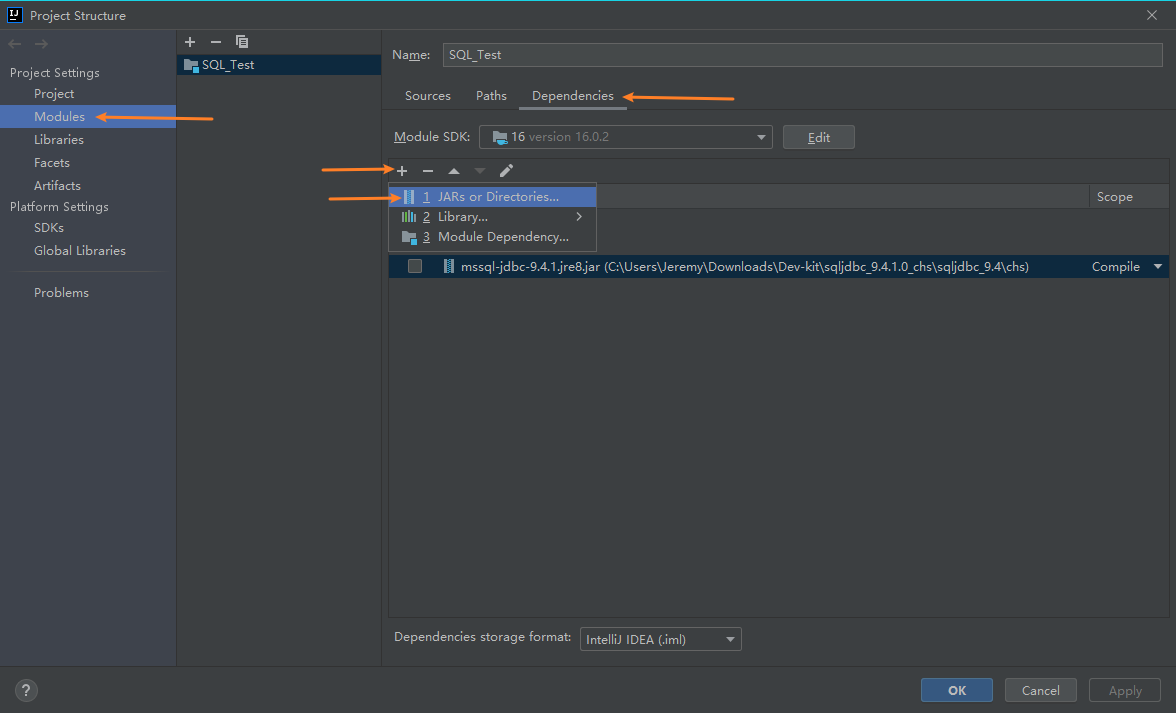 IJ Project Structure
Project Settings
Project
Modules
Libraries
Facets
Artifacts
Platform Settings
SDKs
Global Libraries
Problems
SQL_Test
Name: SQL_Test
Sources Paths Dependencies
Module SDK: 16 version 16.0.2 Edit
1 JARs or Directories...
2 Library...
3 Module Dependency...
Scope
mssql-jdbc-9.4.1.jre8.jar (C:\Users\Jeremy\Downloads\Dev-kit\sqljdbc_9.4.1.0_chs\sqljdbc_9.4\chs) Compile
Dependencies storage format: IntelliJ IDEA (.iml)
? OK Cancel Apply